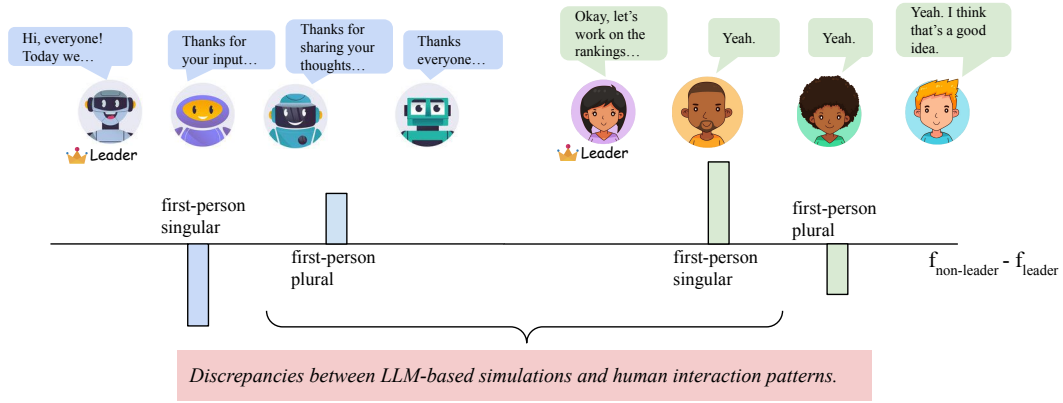 Hi, everyone!
Today we…
Thanks for
your input…
Thanks for
sharing your
thoughts…
Thanks
everyone…
Okay, let's
work on the
rankings…
Yeah.
Yeah.
Yeah. I think
that's a good
idea.
Leader
Leader
first-person
singular
first-person
plural
first-person
singular
first-person
plural
f_non-leader - f_leader
Discrepancies between LLM-based simulations and human interaction patterns.